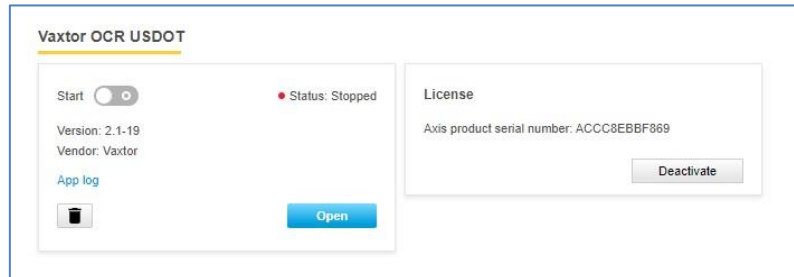 Vaxtor OCR USDOT
Start
Status: Stopped
Version: 2.1-19
Vendor: Vaxtor
App log
Open
License
Axis product serial number: ACCC8EBBF869
Deactivate